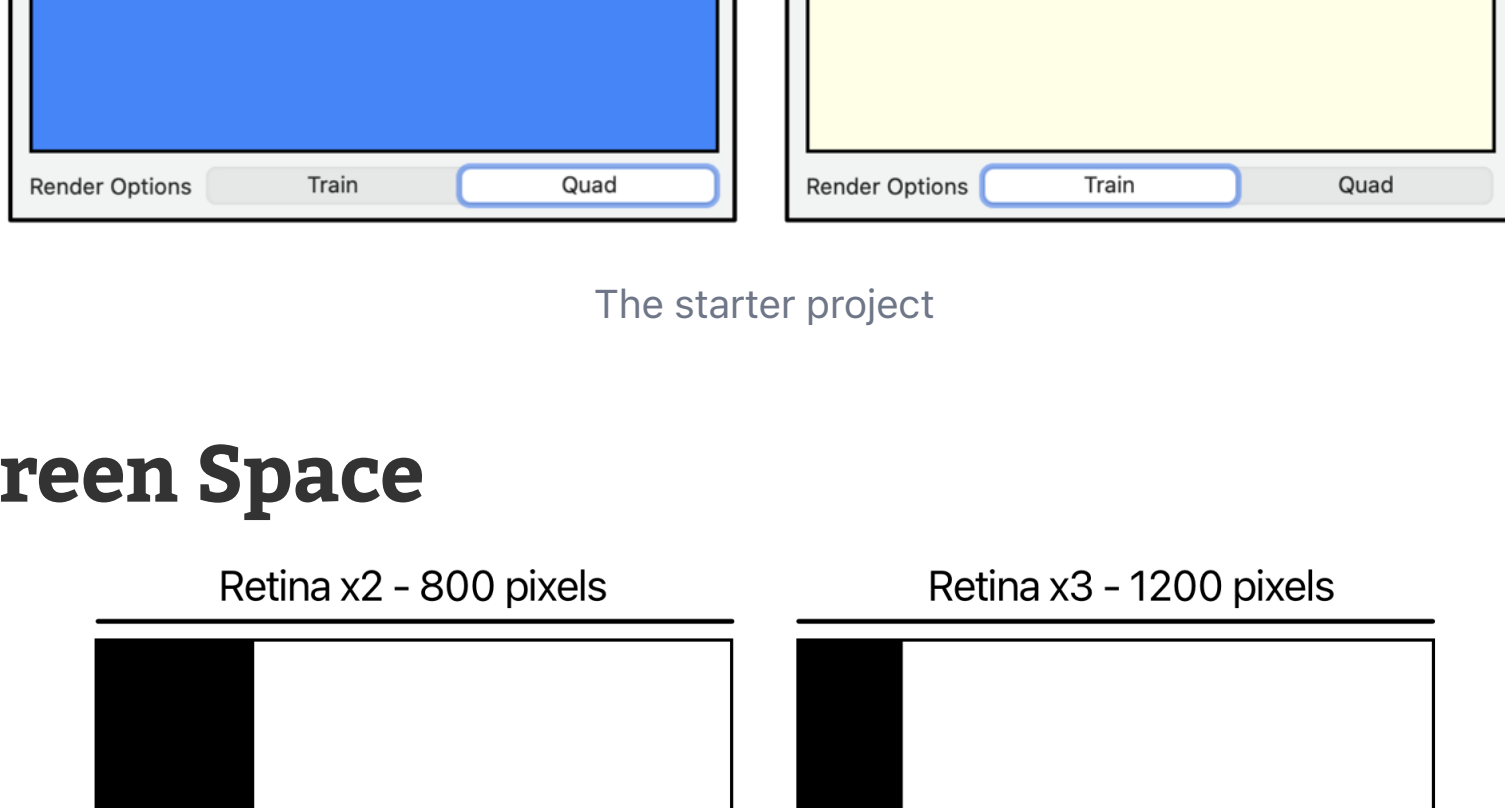 Render Options Train Quad Render Options Train Quad
The starter project
reen Space
Retina x2 - 800 pixels Retina x3 - 1200 pixels